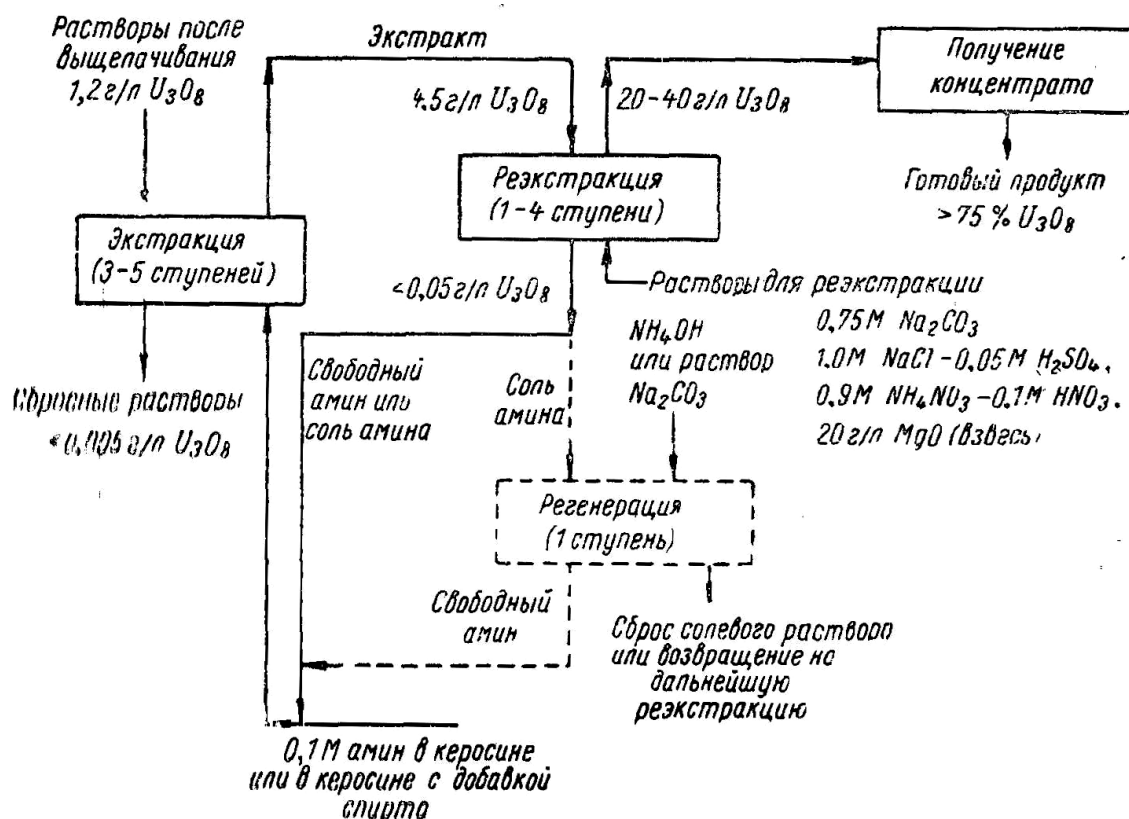 Растворы после
выщелачивания
1,2 г/л U₃O₈
Экстракт
4.5 г/л U₃O₈
20-40 г/л U₃O₈
Получение
концентрата
Готовый продукт
>75 % U₃O₈
Реэкстракция
(1-4 ступени)
Экстракция
(3-5 ступеней)
<0,05 г/л U₃O₈
Сбросные растворы
<0,005 г/л U₃O₈
Растворы для реэкстракции
0,75 М Na₂CO₃
1.0М NaCl-0,05 М H₂SO₄.
0.9М NH₄NO₃-0.1М HNO₃.
20 г/л MgO (взвесь)
Свободный
амин или
соль амина
Соль
амина
NH₄OH
или раствор
Na₂CO₃
Регенерация
(1 ступень)
Свободный
амин
Сброс солевого раствора
или возвращение на
дальнейшую
реэкстракцию
0,1 М амин в керосине
или в керосине с добавкой
спирта